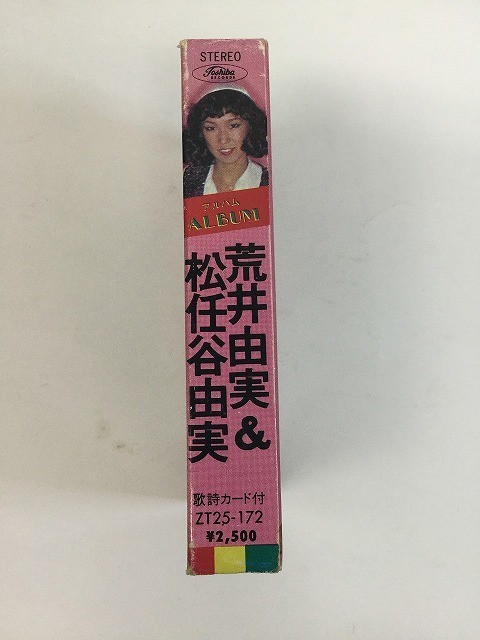 STEREO
Toshiba
RECORDS
アルバム
ALBUM
荒井由実&
松任谷由実
歌詩カード付
ZT25-172
¥2,500